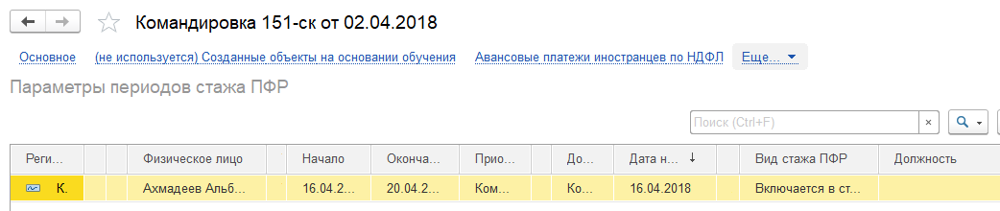 Командировка 151-ск от 02.04.2018
Основное (не используется) Созданные объекты на основании обучения Авансовые платежи иностранцев по НДФЛ Еще...
Параметры периодов стажа ПФР
Поиск (Ctrl+F) ×
Реги... Физическое лицо Начало Оконча... Прио... До... Дата н... ↓ Вид стажа ПФР Должность
К. Ахмадеев Альб... 16.04.2... 20.04.2... Ком... Ко... 16.04.2018 Включается в ст...